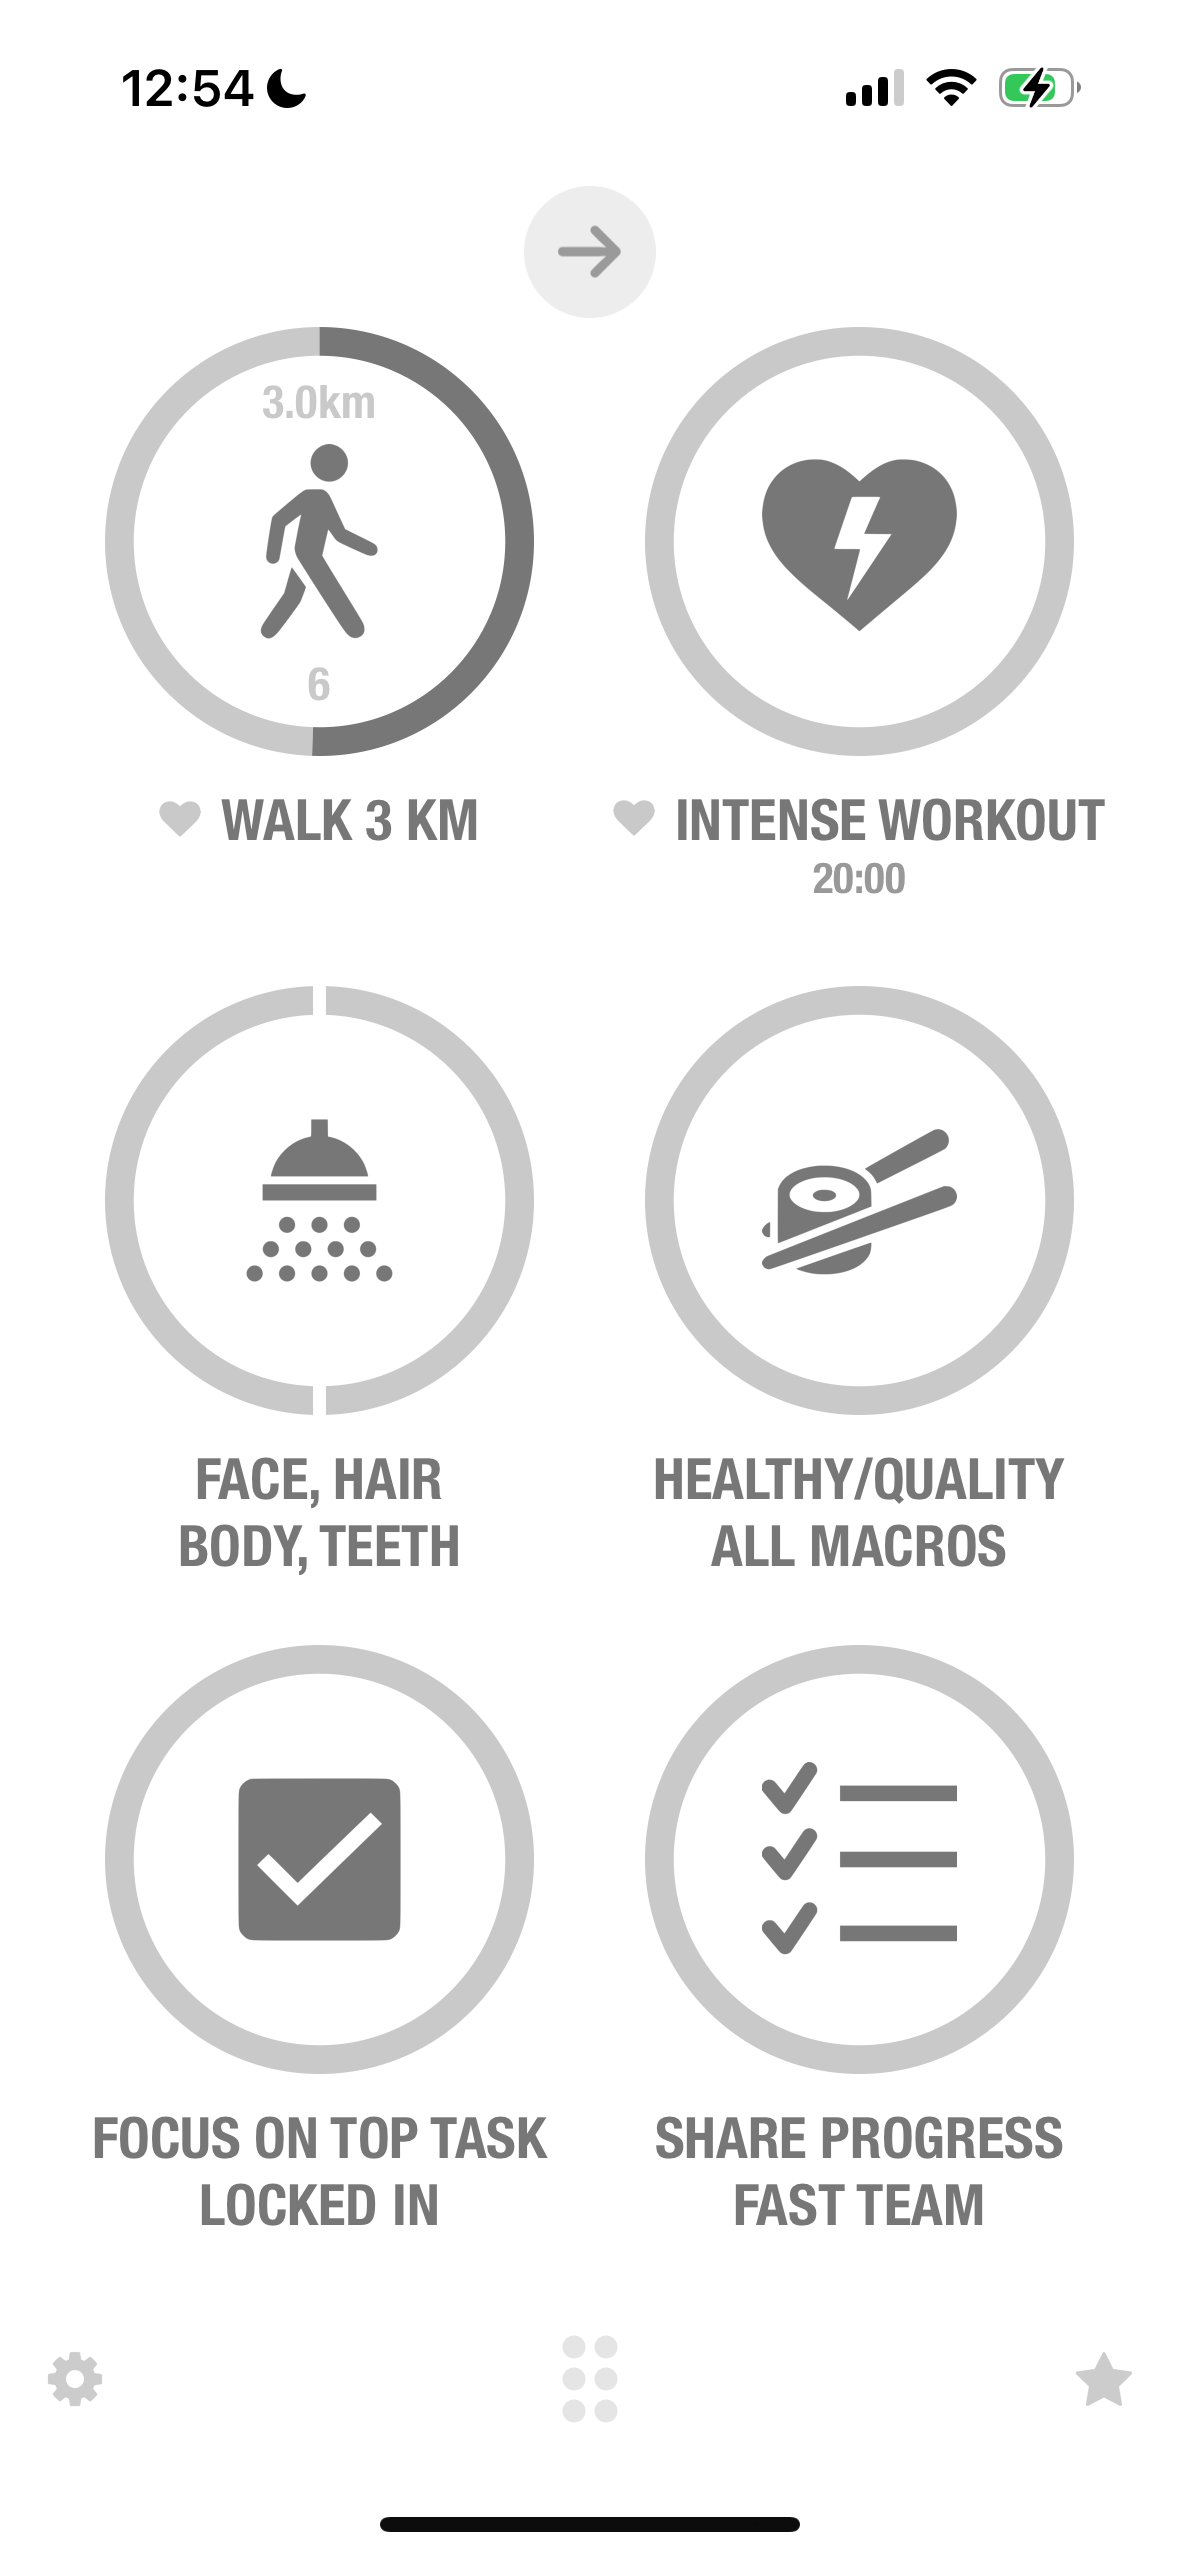 12:54
3.0km
6
WALK 3 KM
INTENSE WORKOUT
20:00
FACE, HAIR
BODY, TEETH
HEALTHY/QUALITY
ALL MACROS
FOCUS ON TOP TASK
LOCKED IN
SHARE PROGRESS
FAST TEAM